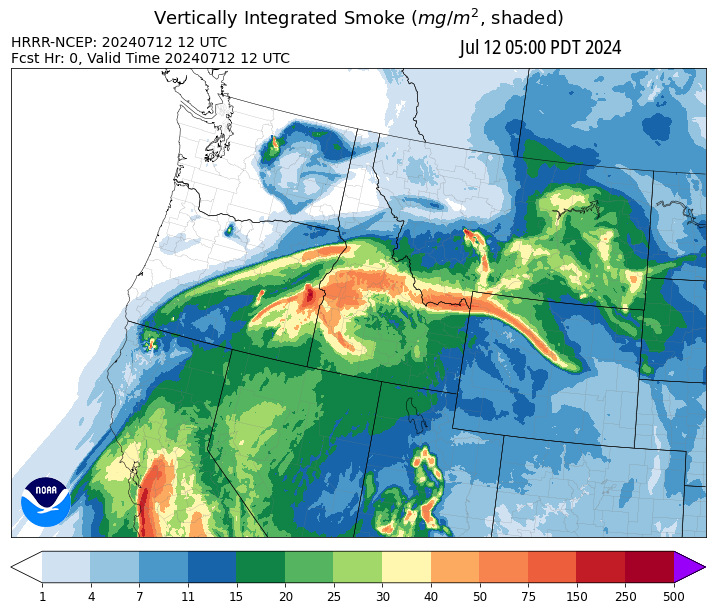 Vertically Integrated Smoke (mg/m², shaded)
HRRR-NCEP: 20240712 12 UTC
Jul 12 05:00 PDT 2024
Fcst Hr: 0, Valid Time 20240712 12 UTC
NOAA
1 4 7 11 15 20 25 30 40 50 75 150 250 500